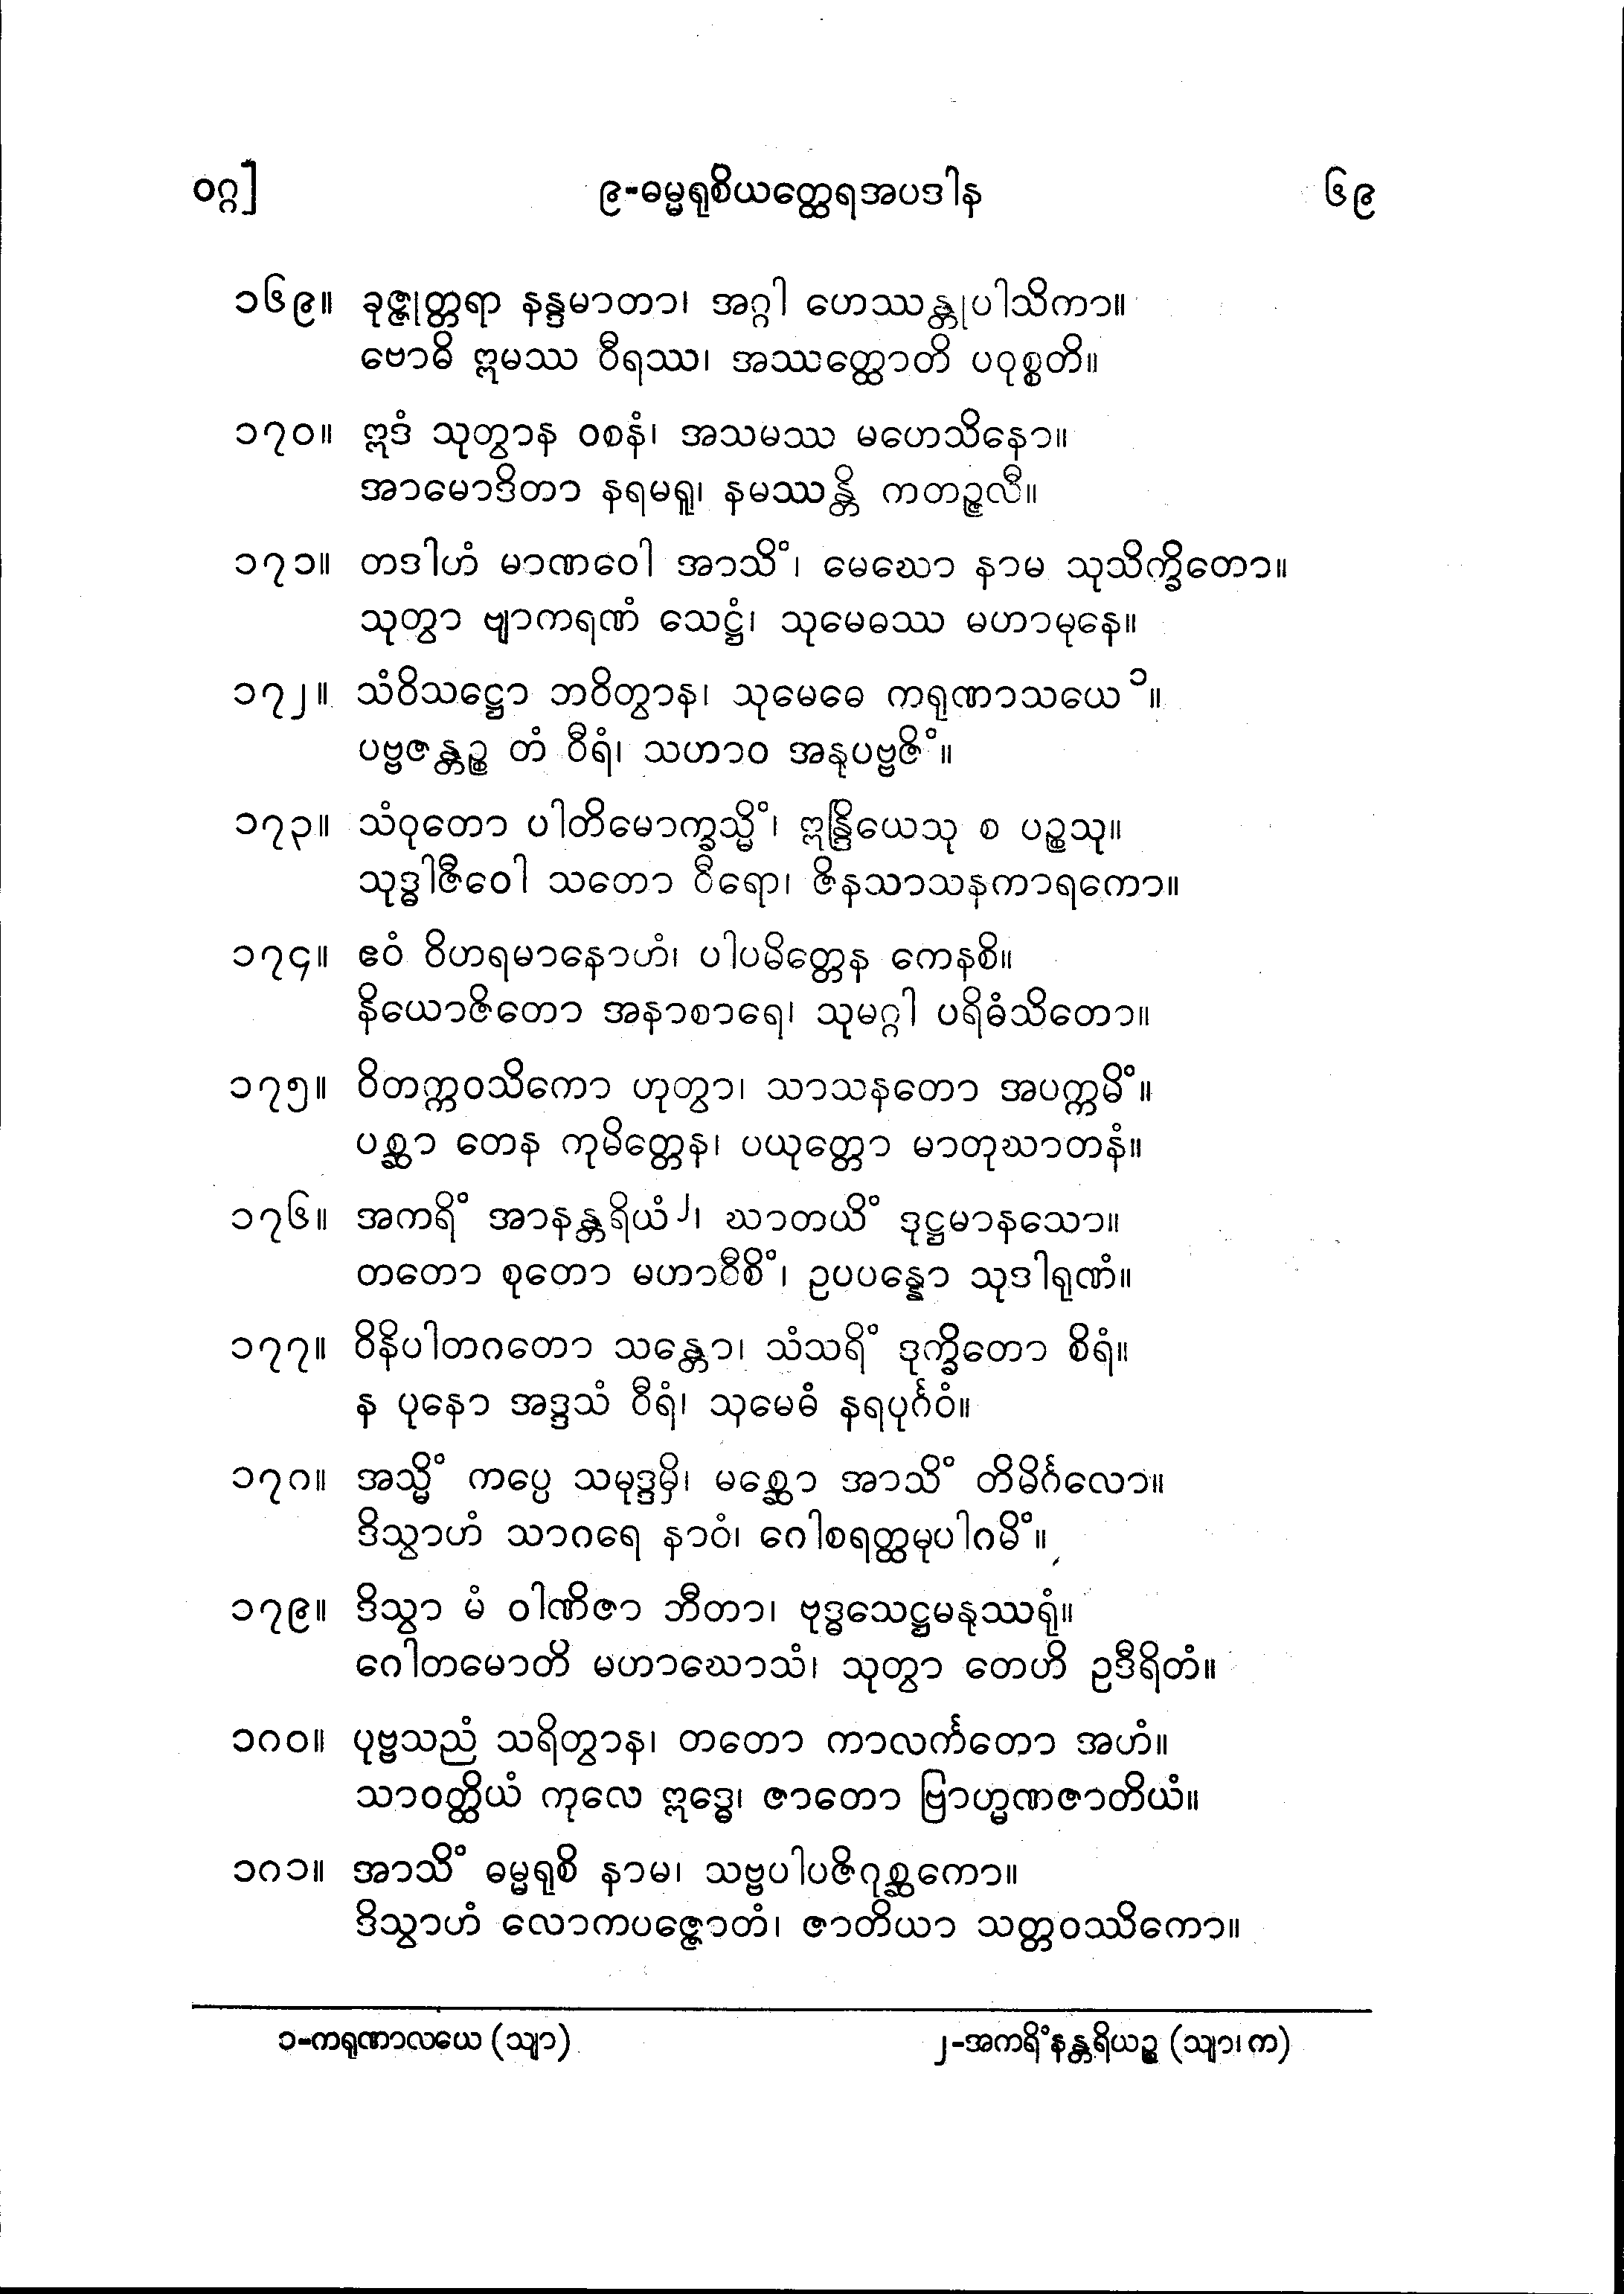 ဝဂ္ဂ] ၉-ဓမ္မရုစိယတ္ထေရအပဒါန ၆၉
၁၆၉။ ခုဇ္ဇုတ္တရာ နန္ဒမာတာ၊ အဂ္ဂါ ဟေဿန္တုပါသိကာ။
ဗောဓိ ဣမဿ ဝီရဿ၊ အဿတ္ထောတိ ပဝုစ္စတိ။
၁၇၀။ ဣဒံ သုတွာန ဝစနံ၊ အသမဿ မဟေသိနော။
အာမောဒိတာ နရမရူ၊ နမဿန္တိ ကတဉ္ဇလီ။
၁၇၁။ တဒါဟံ မာဏဝေါ အာသိံ၊ မေဃော နာမ သုသိက္ခိတော။
သုတွာ ဗျာကရဏံ သေဋ္ဌံ၊ သုမေဓဿ မဟာမုနေ။
၁၇၂။ သံဝိသဋ္ဌော ဘဝိတွာန၊ သုမေဓေ ကရုဏာသယေ ၁။
ပဗ္ဗဇန္တဉ္စ တံ ဝီရံ၊ သဟာဝ အနုပဗ္ဗဇိံ။
၁၇၃။ သံဝုတော ပါတိမောက္ခသ္မိံ၊ ဣန္ဒြိယေသု စ ပဉ္စသု။
သုဒ္ဓါဇီဝေါ သတော ဝီရော၊ ဇိနသာသနကာရကော။
၁၇၄။ ဧဝံ ဝိဟရမာနောဟံ၊ ပါပမိတ္တေန ကေနစိ။
နိယောဇိတော အနာစာရေ၊ သုမဂ္ဂါ ပရိဓံသိတော။
၁၇၅။ ဝိတက္ကဝသိကော ဟုတွာ၊ သာသနတော အပက္ကမိံ။
ပစ္ဆာ တေန ကုမိတ္တေန၊ ပယုတ္တော မာတုဃာတနံ။
၁၇၆။ အကရိံ အာနန္တရိယံ ၂၊ ဃာတယိံ ဒုဋ္ဌမာနသော။
တတော စုတော မဟာဝီစိံ၊ ဥပပန္နော သုဒါရုဏံ။
၁၇၇။ ဝိနိပါတဂတော သန္တော၊ သံသရိံ ဒုက္ခိတော စိရံ။
န ပုနော အဒ္ဒသံ ဝီရံ၊ သုမေဓံ နရပုင်္ဂဝံ။
၁၇၈။ အသ္မိံ ကပ္ပေ သမုဒ္ဒမှိ၊ မစ္ဆော အာသိံ တိမိင်္ဂလော။
ဒိသွာဟံ သာဂရေ နာဝံ၊ ဂေါစရတ္ထမုပါဂမိံ။
၁၇၉။ ဒိသွာ မံ ဝါဏိဇာ ဘီတာ၊ ဗုဒ္ဓသေဋ္ဌမနုဿရုံ။
ဂေါတမောတိ မဟာဃောသံ၊ သုတွာ တေဟိ ဥဒီရိတံ။
၁၈၀။ ပုဗ္ဗသညံ သရိတွာန၊ တတော ကာလင်္ကတော အဟံ။
သာဝတ္ထိယံ ကုလေ ဣဒ္ဓေ၊ ဇာတော ဗြာဟ္မဏဇာတိယံ။
၁၈၁။ အာသိံ ဓမ္မရုစိ နာမ၊ သဗ္ဗပါပဇိဂုစ္ဆကော။
ဒိသွာဟံ လောကပဇ္ဇောတံ၊ ဇာတိယာ သတ္တဝဿိကော။
၁-ကရုဏာလယေ (သျာ) ၂-အကရိံနန္တရိယဉ္စ (သျာ၊ က)